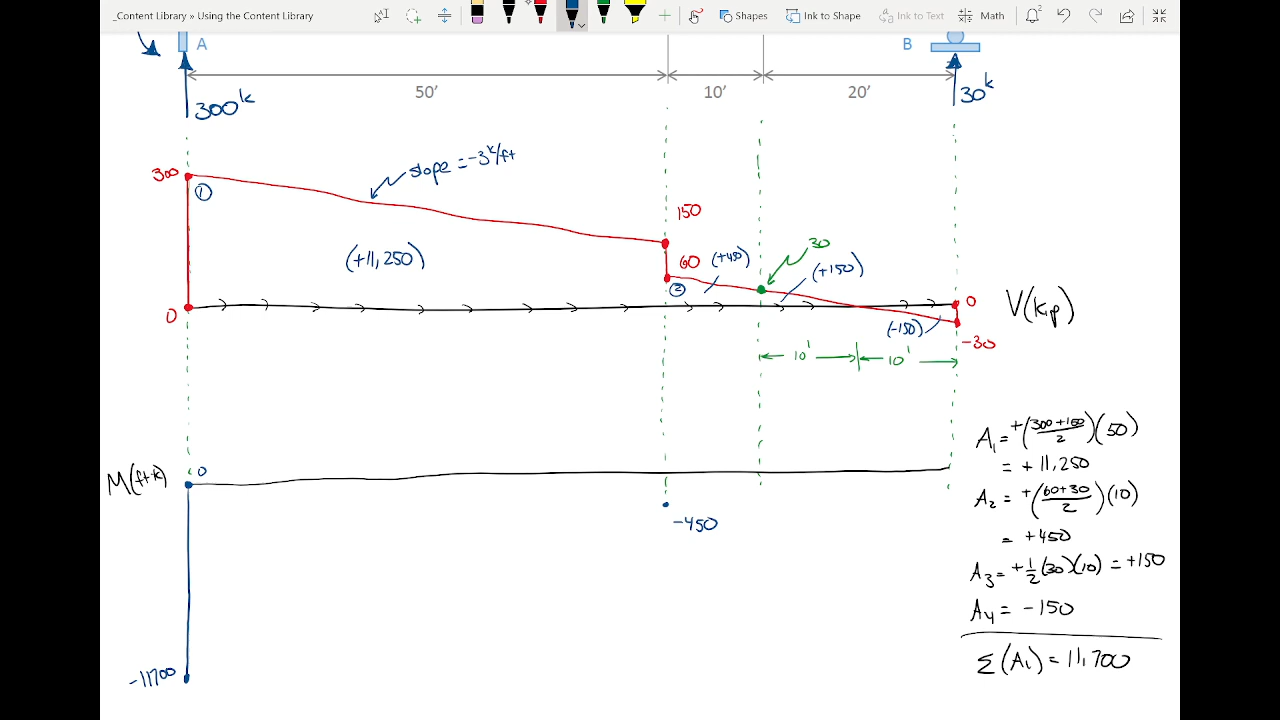 _Content Library » Using the Content Library
Shapes
Ink to Shape
Ink to Text
Math
A
B
50'
10'
20'
300 k
30 k
300
slope = -3 k/ft
①
150
30
(+11,250)
60
(+450)
(+150)
②
0
0
V(kip)
(-150)
-30
10'
10'
A₁ = +(300+150/2)(50)
= +11,250
M(ft·k)
0
A₂ = +(60+30/2)(10)
-450
= +450
A₃ = +1/2(30)(10) = +150
A₄ = -150
-11700
Σ(Ai) = 11,700